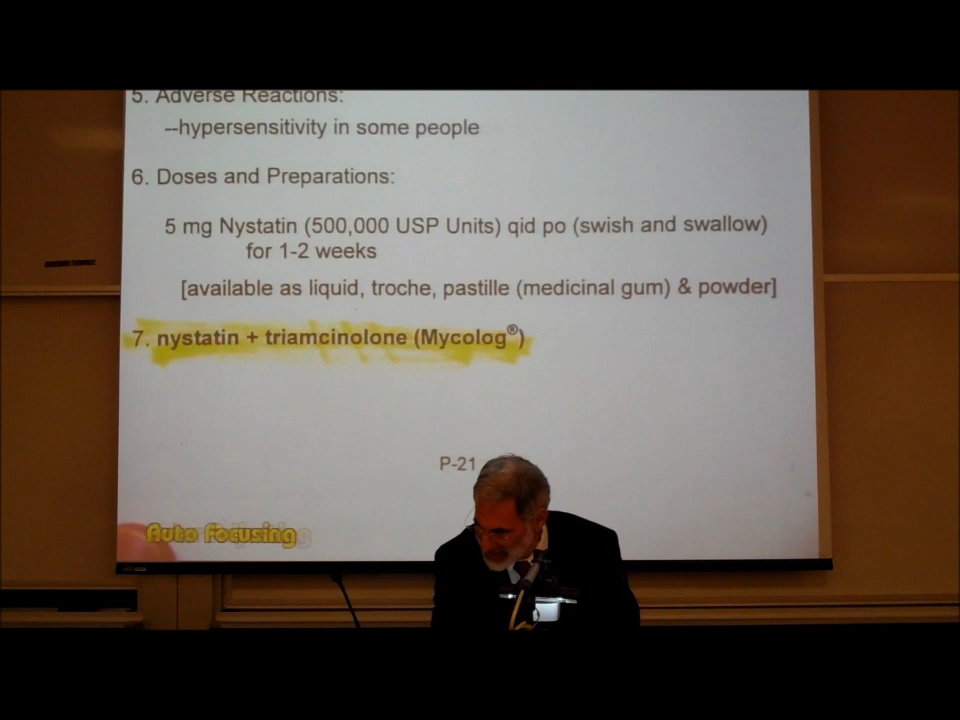 5. Adverse Reactions:
--hypersensitivity in some people
6. Doses and Preparations:
5 mg Nystatin (500,000 USP Units) qid po (swish and swallow)
for 1-2 weeks
[available as liquid, troche, pastille (medicinal gum) & powder]
7. nystatin + triamcinolone (Mycolog®)
P-21
Auto Focusing